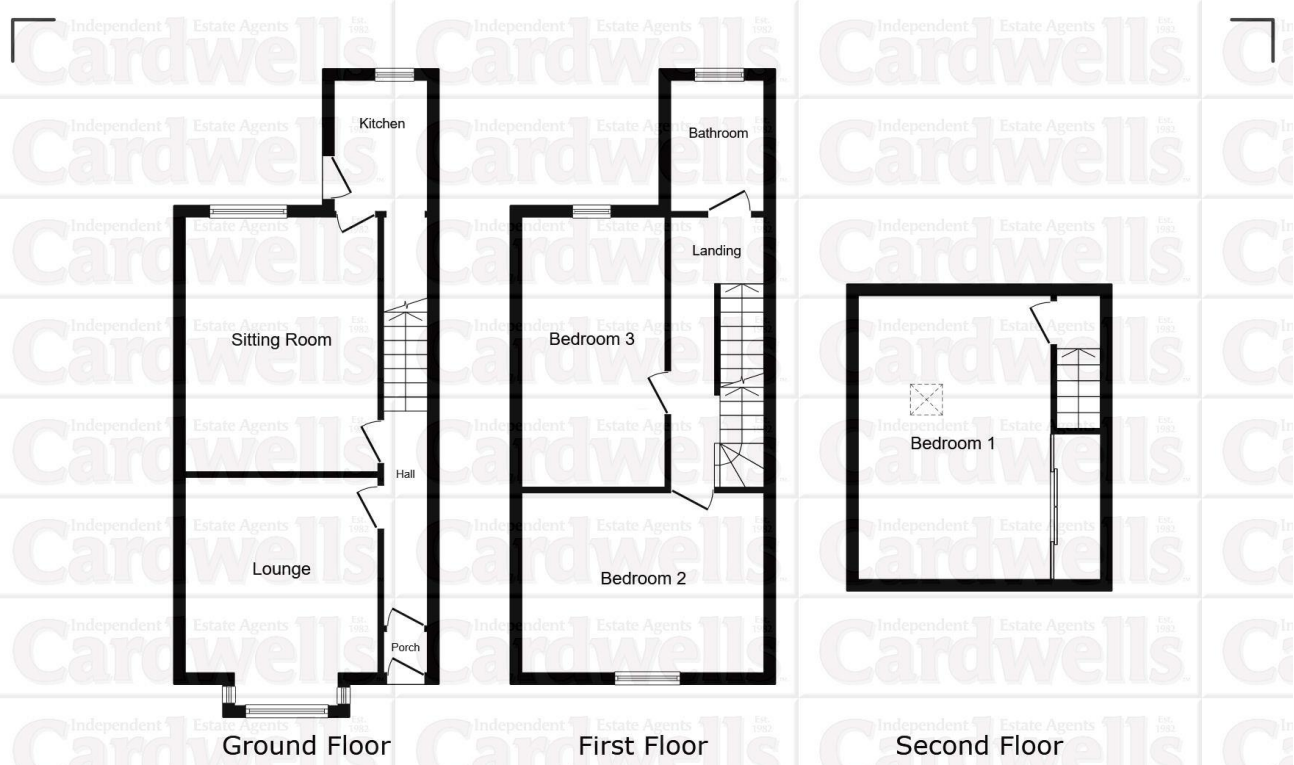 Kitchen
Sitting Room
Hall
Lounge
Porch
Ground Floor
Bathroom
Landing
Bedroom 3
Bedroom 2
First Floor
Bedroom 1
Second Floor
Independent Estate Agents Est. 1982
Cardwells